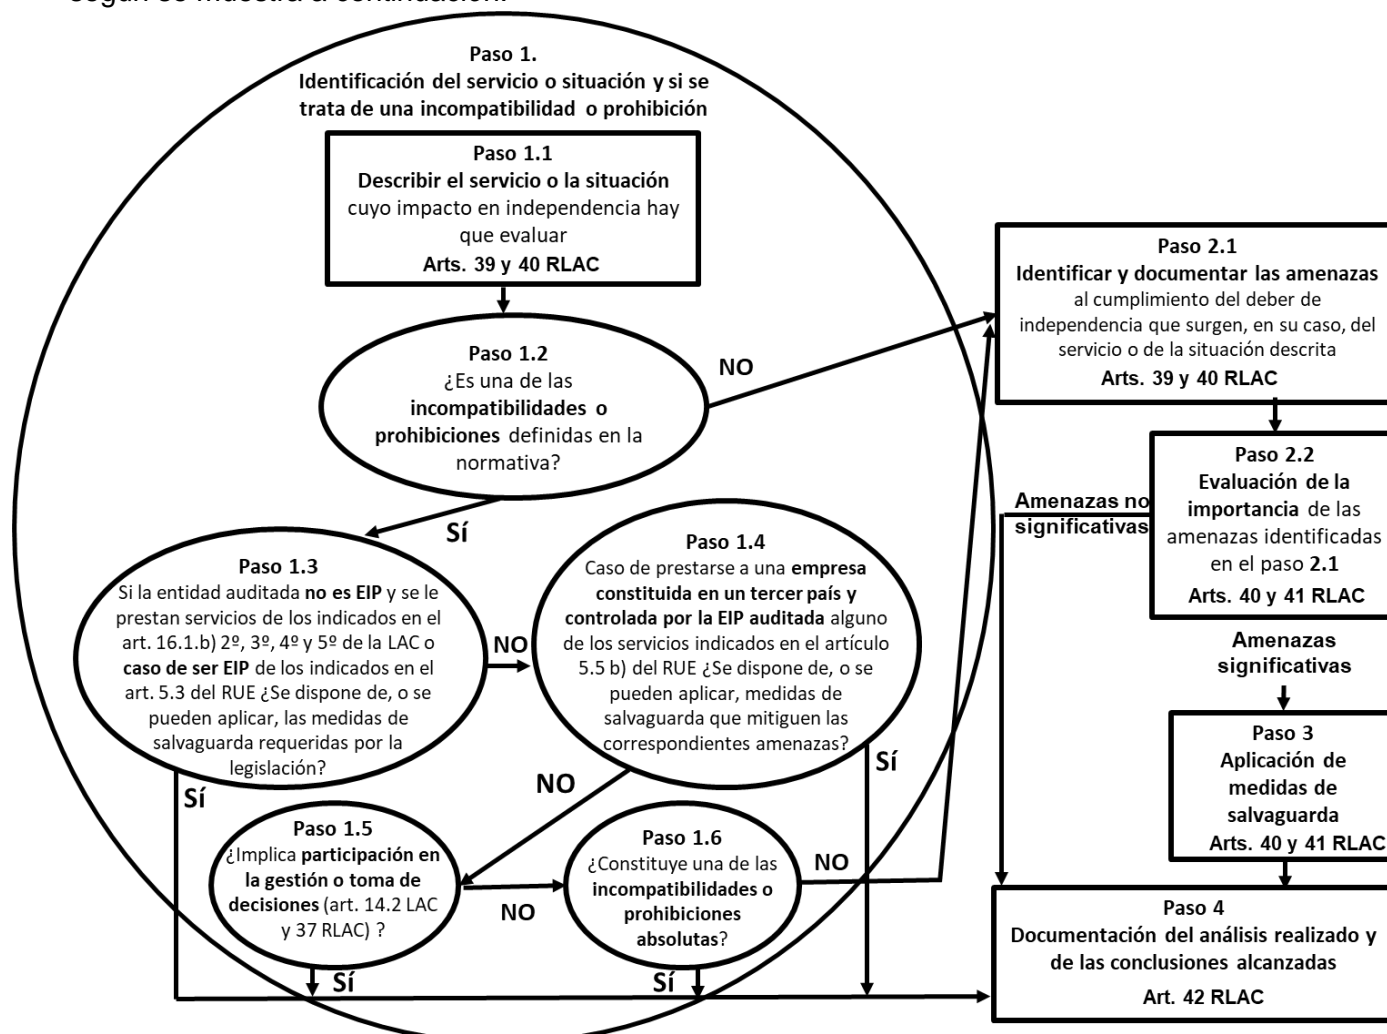 según se muestra a continuación:
Paso 1.
Identificación del servicio o situación y si se
trata de una incompatibilidad o prohibición
Paso 1.1
Describir el servicio o la situación
cuyo impacto en independencia hay
que evaluar
Arts. 39 y 40 RLAC
Paso 1.2
¿Es una de las
incompatibilidades o
prohibiciones definidas en la
normativa?
NO
Sí
Paso 1.3
Si la entidad auditada no es EIP y se le
prestan servicios de los indicados en el
art. 16.1.b) 2º, 3º, 4º y 5º de la LAC o
caso de ser EIP de los indicados en el
art. 5.3 del RUE ¿Se dispone de, o se
pueden aplicar, las medidas de
salvaguarda requeridas por la
legislación?
NO
Sí
Paso 1.4
Caso de prestarse a una empresa
constituida en un tercer país y
controlada por la EIP auditada alguno
de los servicios indicados en el artículo
5.5 b) del RUE ¿Se dispone de, o se
pueden aplicar, medidas de
salvaguarda que mitiguen las
correspondientes amenazas?
NO
Sí
Paso 1.5
¿Implica participación en
la gestión o toma de
decisiones (art. 14.2 LAC
y 37 RLAC) ?
NO
Sí
Paso 1.6
¿Constituye una de las
incompatibilidades o
prohibiciones
absolutas?
NO
Sí
Paso 2.1
Identificar y documentar las amenazas
al cumplimiento del deber de
independencia que surgen, en su caso, del
servicio o de la situación descrita
Arts. 39 y 40 RLAC
Paso 2.2
Evaluación de la
importancia de las
amenazas identificadas
en el paso 2.1
Arts. 40 y 41 RLAC
Amenazas no
significativas
Amenazas
significativas
Paso 3
Aplicación de
medidas de
salvaguarda
Arts. 40 y 41 RLAC
Paso 4
Documentación del análisis realizado y
de las conclusiones alcanzadas
Art. 42 RLAC